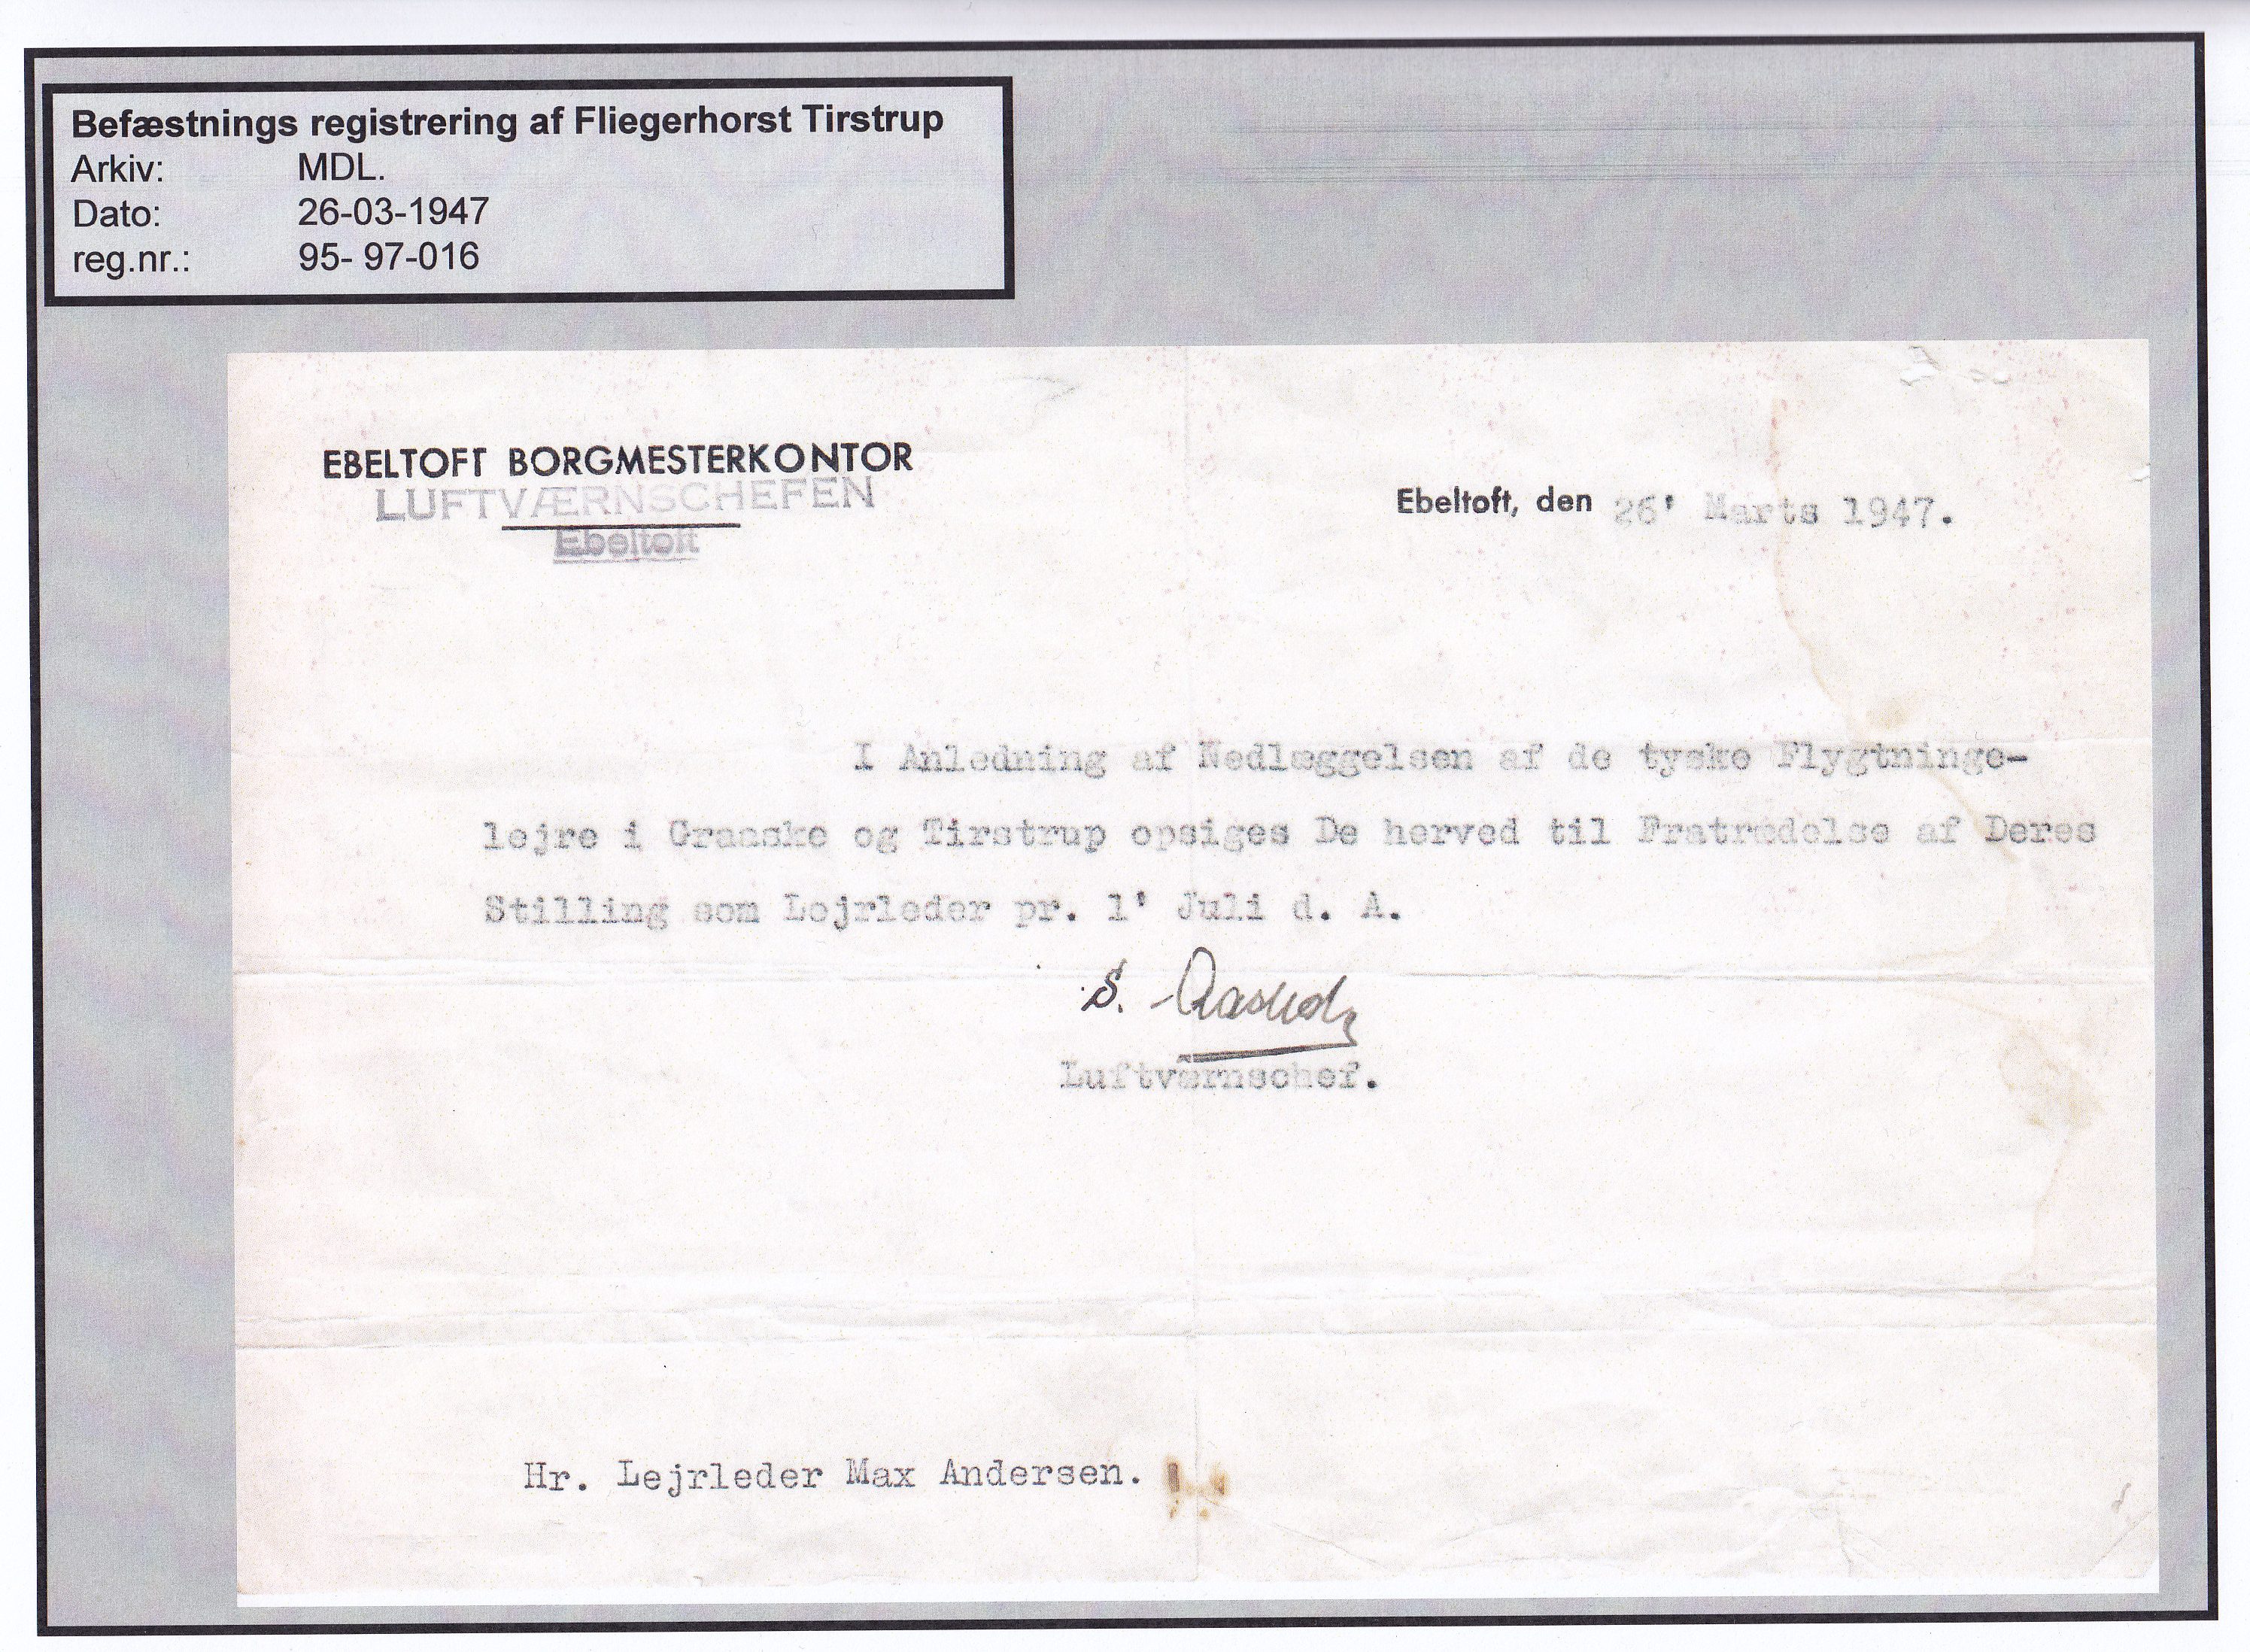 Befæstnings registrering af Fliegerhorst Tirstrup
Arkiv: MDL.
Dato: 26-03-1947
reg.nr.: 95- 97-016
EBELTOFT BORGMESTERKONTOR
LUFTVÆRNSCHEFEN
Ebeltoft
Ebeltoft, den 26' Marts 1947.
I Anledning af Nedlæggelsen af de tyske Flygtninge-
lejre i Graaske og Tirstrup opsiges De herved til Fratrædelse af Deres
Stilling som Lejrleder pr. 1' Juli d. A.
S.
Luftværnschef.
Hr. Lejrleder Max Andersen.